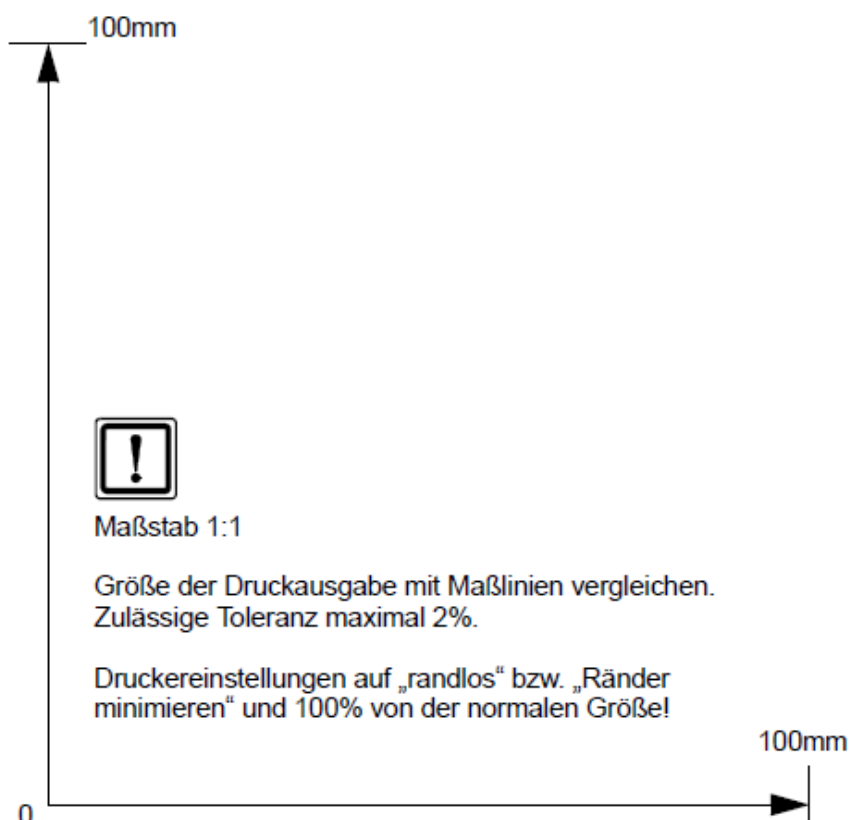 100mm
!
Maßstab 1:1
Größe der Druckausgabe mit Maßlinien vergleichen.
Zulässige Toleranz maximal 2%.
Druckereinstellungen auf „randlos“ bzw. „Ränder
minimieren“ und 100% von der normalen Größe!
100mm
0